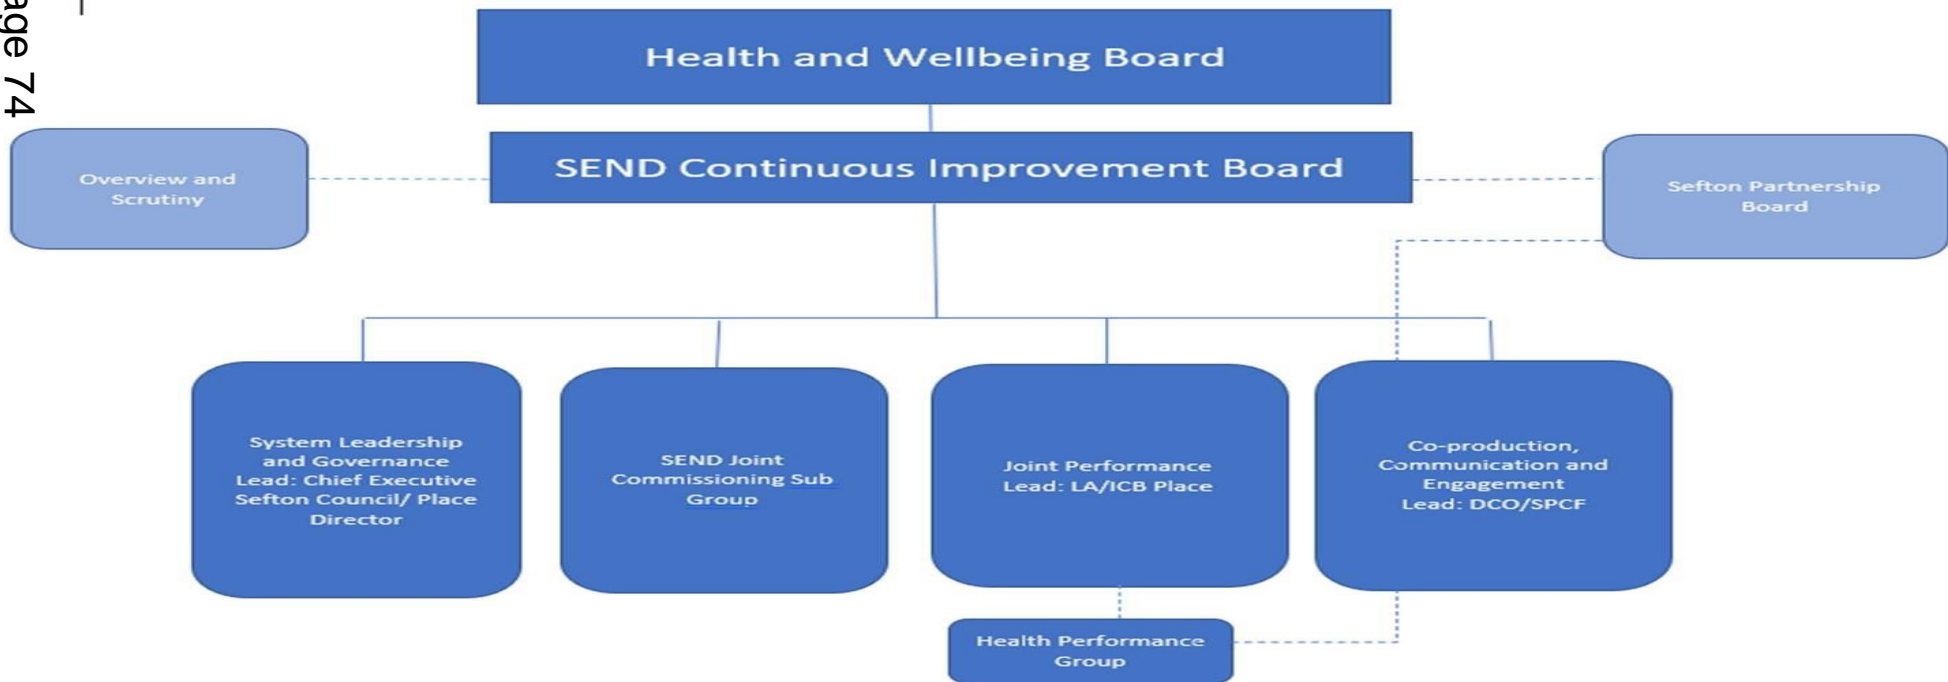 age 74
Health and Wellbeing Board
SEND Continuous Improvement Board
Overview and
Scrutiny
Sefton Partnership
Board
System Leadership
and Governance
Lead: Chief Executive
Sefton Council/ Place
Director
SEND Joint
Commissioning Sub
Group
Joint Performance
Lead: LA/ICB Place
Co-production,
Communication and
Engagement
Lead: DCO/SPCF
Health Performance
Group